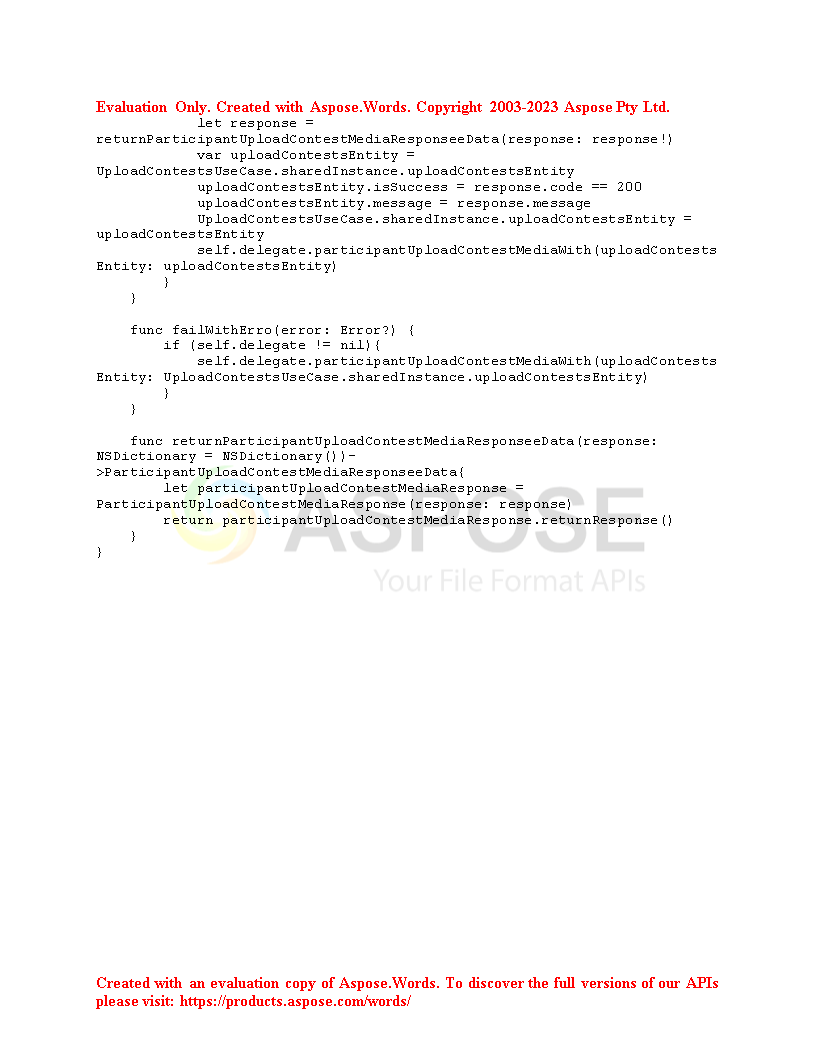 Evaluation Only. Created with Aspose.Words. Copyright 2003-2023 Aspose Pty Ltd.
            let response =
returnParticipantUploadContestMediaResponseeData(response: response!)
            var uploadContestsEntity =
UploadContestsUseCase.sharedInstance.uploadContestsEntity
            uploadContestsEntity.isSuccess = response.code == 200
            uploadContestsEntity.message = response.message
            UploadContestsUseCase.sharedInstance.uploadContestsEntity =
uploadContestsEntity
            self.delegate.participantUploadContestMediaWith(uploadContests
Entity: uploadContestsEntity)
        }
    }
    func failWithErro(error: Error?) {
        if (self.delegate != nil){
            self.delegate.participantUploadContestMediaWith(uploadContests
Entity: UploadContestsUseCase.sharedInstance.uploadContestsEntity)
        }
    }
    func returnParticipantUploadContestMediaResponseeData(response:
NSDictionary = NSDictionary())-
>ParticipantUploadContestMediaResponseeData{
        let participantUploadContestMediaResponse =
ParticipantUploadContestMediaResponse(response: response)
        return participantUploadContestMediaResponse.returnResponse()
    }
}
ASPOSE
Your File Format APIs
Created with an evaluation copy of Aspose.Words. To discover the full versions of our APIs
please visit: https://products.aspose.com/words/